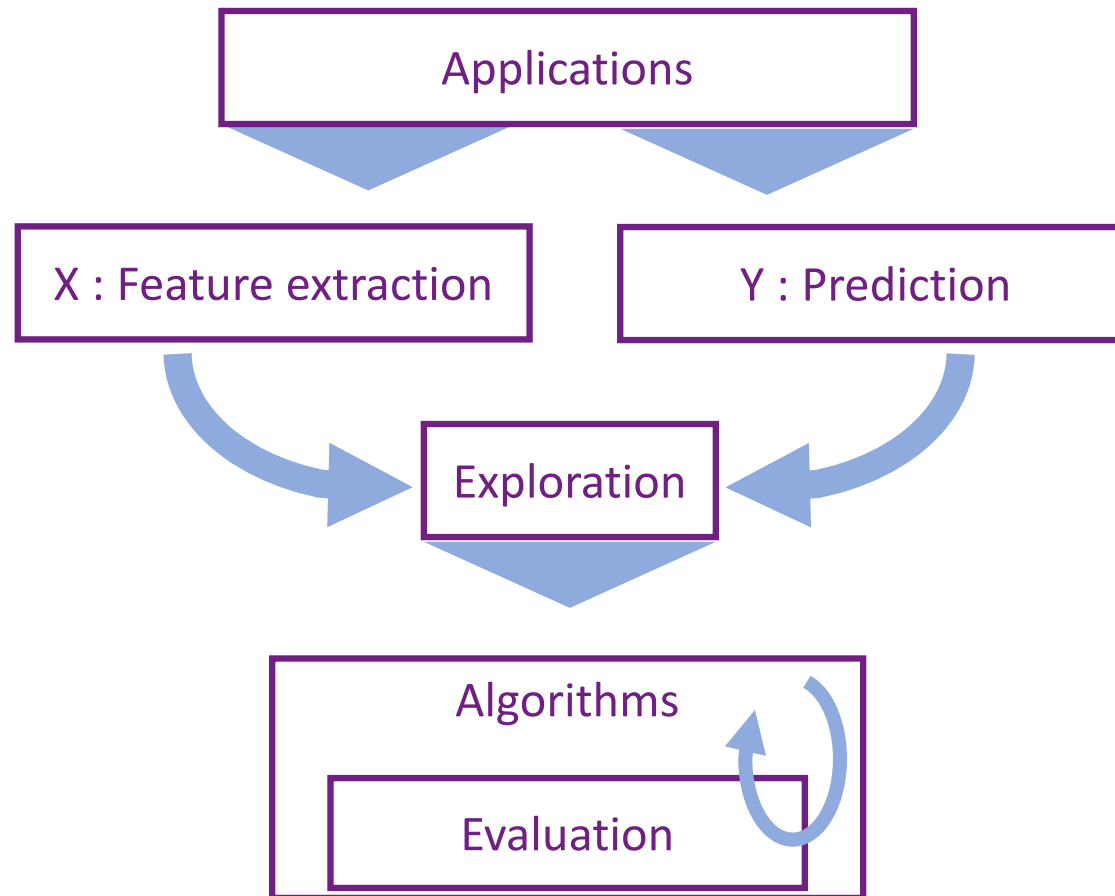 Applications
X : Feature extraction
Y : Prediction
Exploration
Algorithms
Evaluation